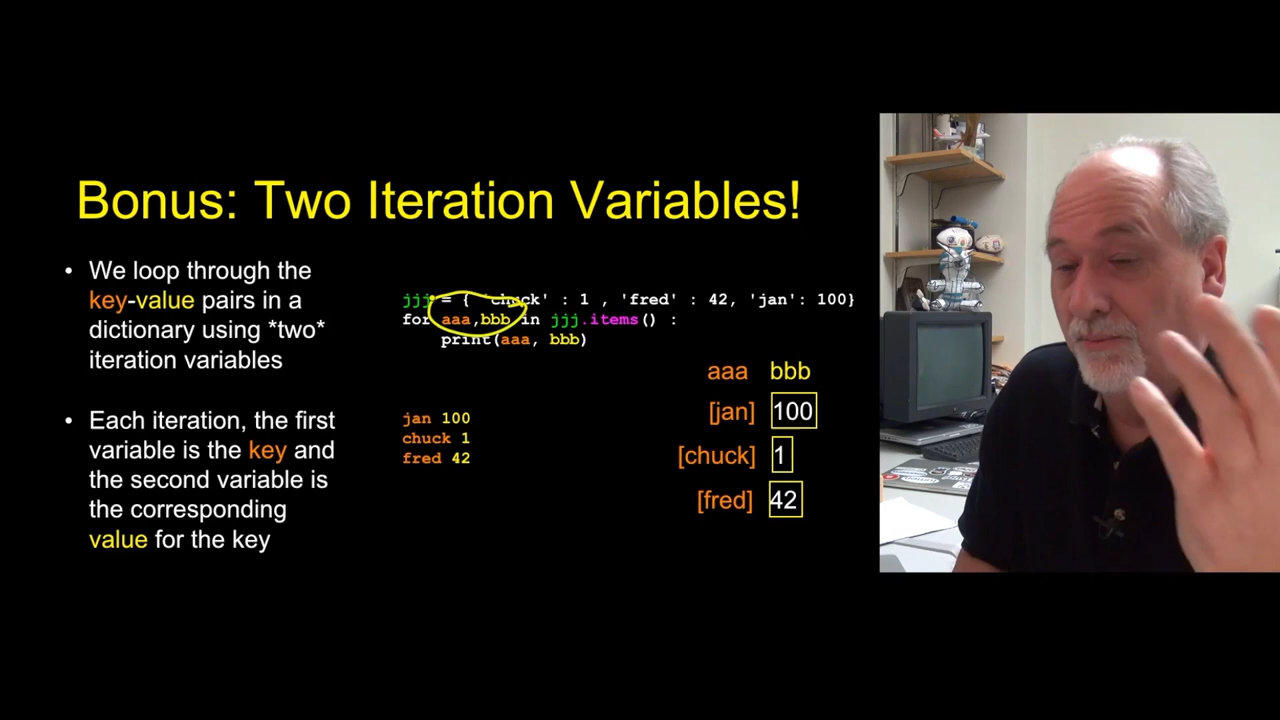 Bonus: Two Iteration Variables!
• We loop through the
key-value pairs in a
dictionary using *two*
iteration variables
• Each iteration, the first
variable is the key and
the second variable is
the corresponding
value for the key
jjj = { 'chuck' : 1 , 'fred' : 42, 'jan': 100}
for aaa,bbb in jjj.items() :
print(aaa, bbb)
jan 100
chuck 1
fred 42
aaa bbb
[jan] 100
[chuck] 1
[fred] 42